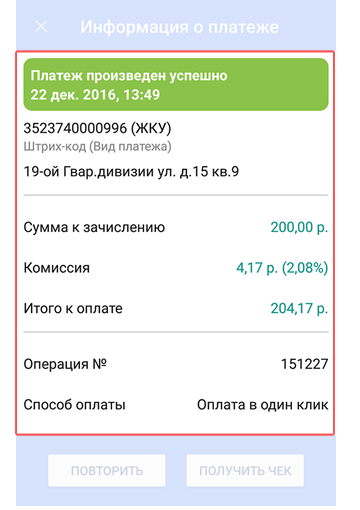 Информация о платеже
Платеж произведен успешно
22 дек. 2016, 13:49
3523740000996 (ЖКУ)
Штрих-код (Вид платежа)
19-ой Гвар.дивизии ул. д.15 кв.9
Сумма к зачислению 200,00 р.
Комиссия 4,17 р. (2,08%)
Итого к оплате 204,17 р.
Операция № 151227
Способ оплаты Оплата в один клик
ПОВТОРИТЬ ПОЛУЧИТЬ ЧЕК